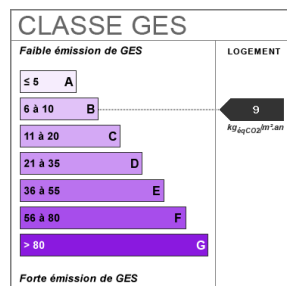 CLASSE GES
Faible émission de GES
LOGEMENT
≤ 5 A
6 à 10 B
9
kgéqCO2/m².an
11 à 20 C
21 à 35 D
36 à 55 E
56 à 80 F
> 80 G
Forte émission de GES